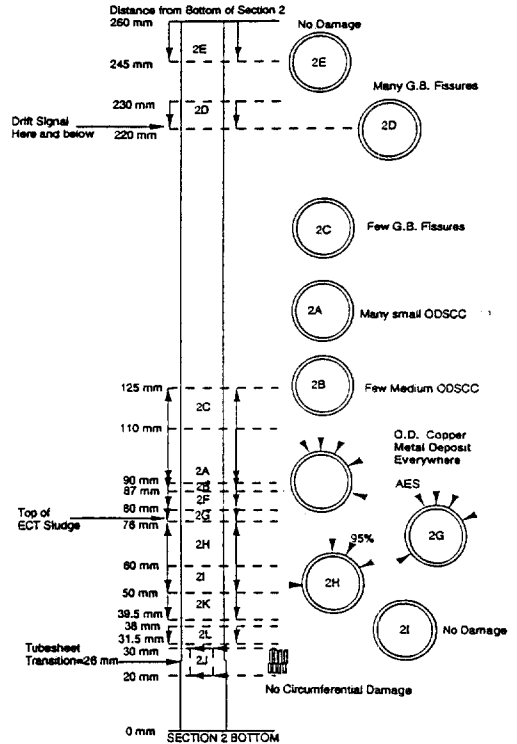 Distance from Bottom of Section 2
260 mm
No Damage
2E
2E
245 mm
Many G.B. Fissures
230 mm
2D
2D
Drift Signal
Here and below
220 mm
2C
Few G.B. Fissures
2A
Many small ODSCC
2B
Few Medium ODSCC
125 mm
2C
110 mm
O.D. Copper
Metal Deposit
Everywhere
2A
90 mm
2B
87 mm
2F
AES
80 mm
2G
Top of
ECT Sludge
76 mm
2G
2H
95%
60 mm
2I
2H
50 mm
2K
39.5 mm
38 mm
2L
31.5 mm
2I
No Damage
30 mm
Tubesheet
Transition=26 mm
2J
20 mm
No Circumferential Damage
0 mm
SECTION 2 BOTTOM